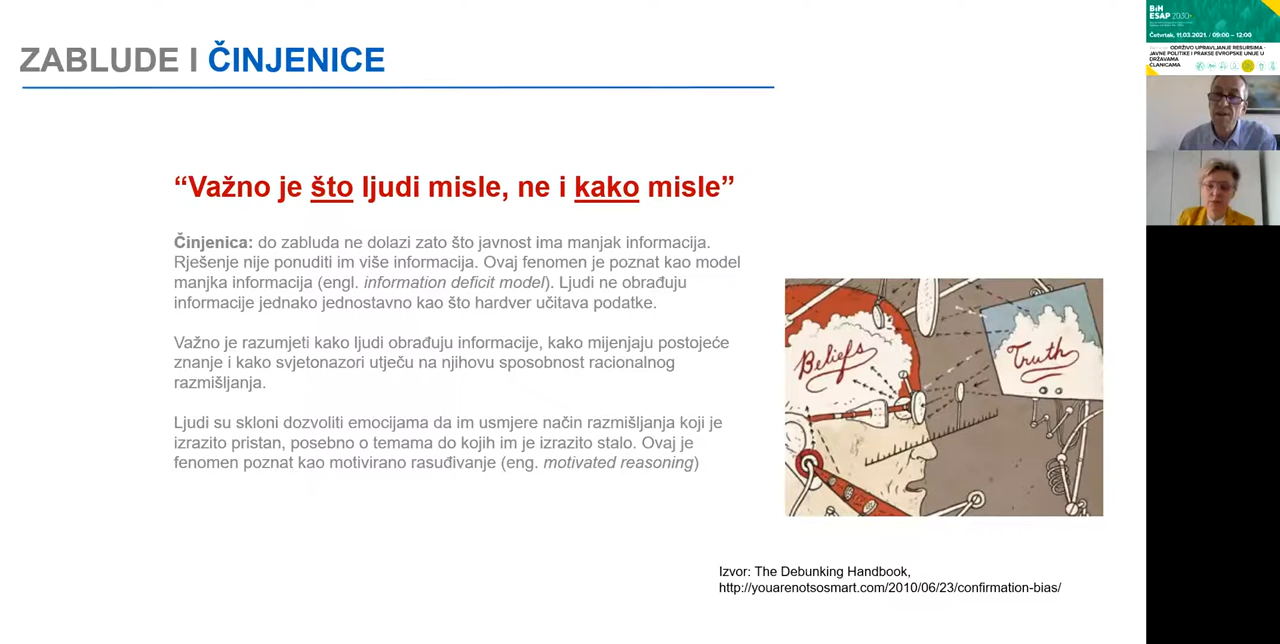 ZABLUDE I ČINJENICE
“Važno je što ljudi misle, ne i kako misle”
Činjenica: do zabluda ne dolazi zato što javnost ima manjak informacija.
Rješenje nije ponuditi im više informacija. Ovaj fenomen je poznat kao model
manjka informacija (engl. information deficit model). Ljudi ne obrađuju
informacije jednako jednostavno kao što hardver učitava podatke.
Važno je razumjeti kako ljudi obrađuju informacije, kako mijenjaju postojeće
znanje i kako svjetonazori utječu na njihovu sposobnost racionalnog
razmišljanja.
Ljudi su skloni dozvoliti emocijama da im usmjere način razmišljanja koji je
izrazito pristan, posebno o temama do kojih im je izrazito stalo. Ovaj je
fenomen poznat kao motivirano rasuđivanje (eng. motivated reasoning)
Beliefs
Truth
Izvor: The Debunking Handbook,
http://youarenotsosmart.com/2010/06/23/confirmation-bias/
BiH
ESAP 2030+
Četvrtak, 11.03.2021. / 09:00 – 12:00
ODRŽIVO UPRAVLJANJE RESURSIMA -
JAVNE POLITIKE I PRAKSE EVROPSKE UNIJE U
DRŽAVAMA
ČLANICAMA